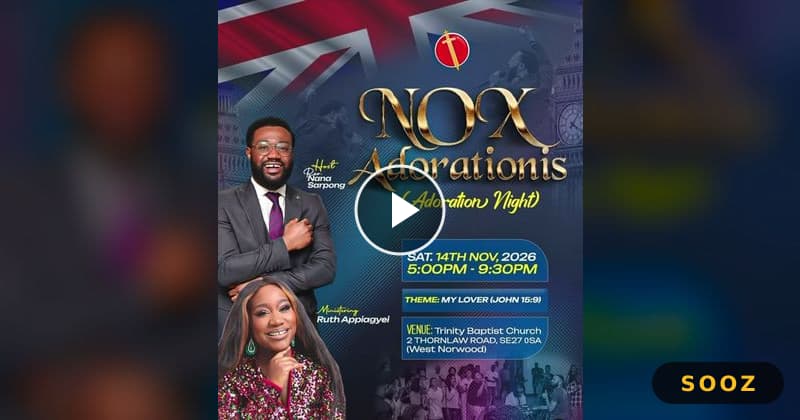 NOX
Adorationis
(Adoration Night)
Host
Rev.
Nana
Sarpong
SAT. 14TH NOV, 2026
5:00PM - 9:30PM
THEME: MY LOVER (JOHN 15:9)
Ministering
Ruth Appiagyei
VENUE: Trinity Baptist Church
2 THORNLAW ROAD, SE27 0SA
(West Norwood)
SOOZ